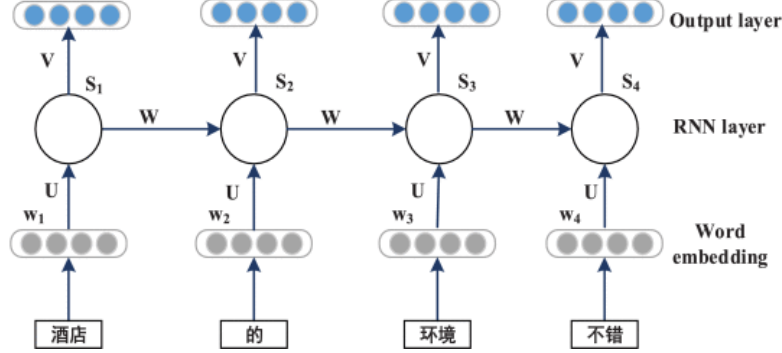 Output layer
V V V V
S1 S2 S3 S4
W W W
RNN layer
U U U U
w1 w2 w3 w4
Word
embedding
酒店 的 环境 不错